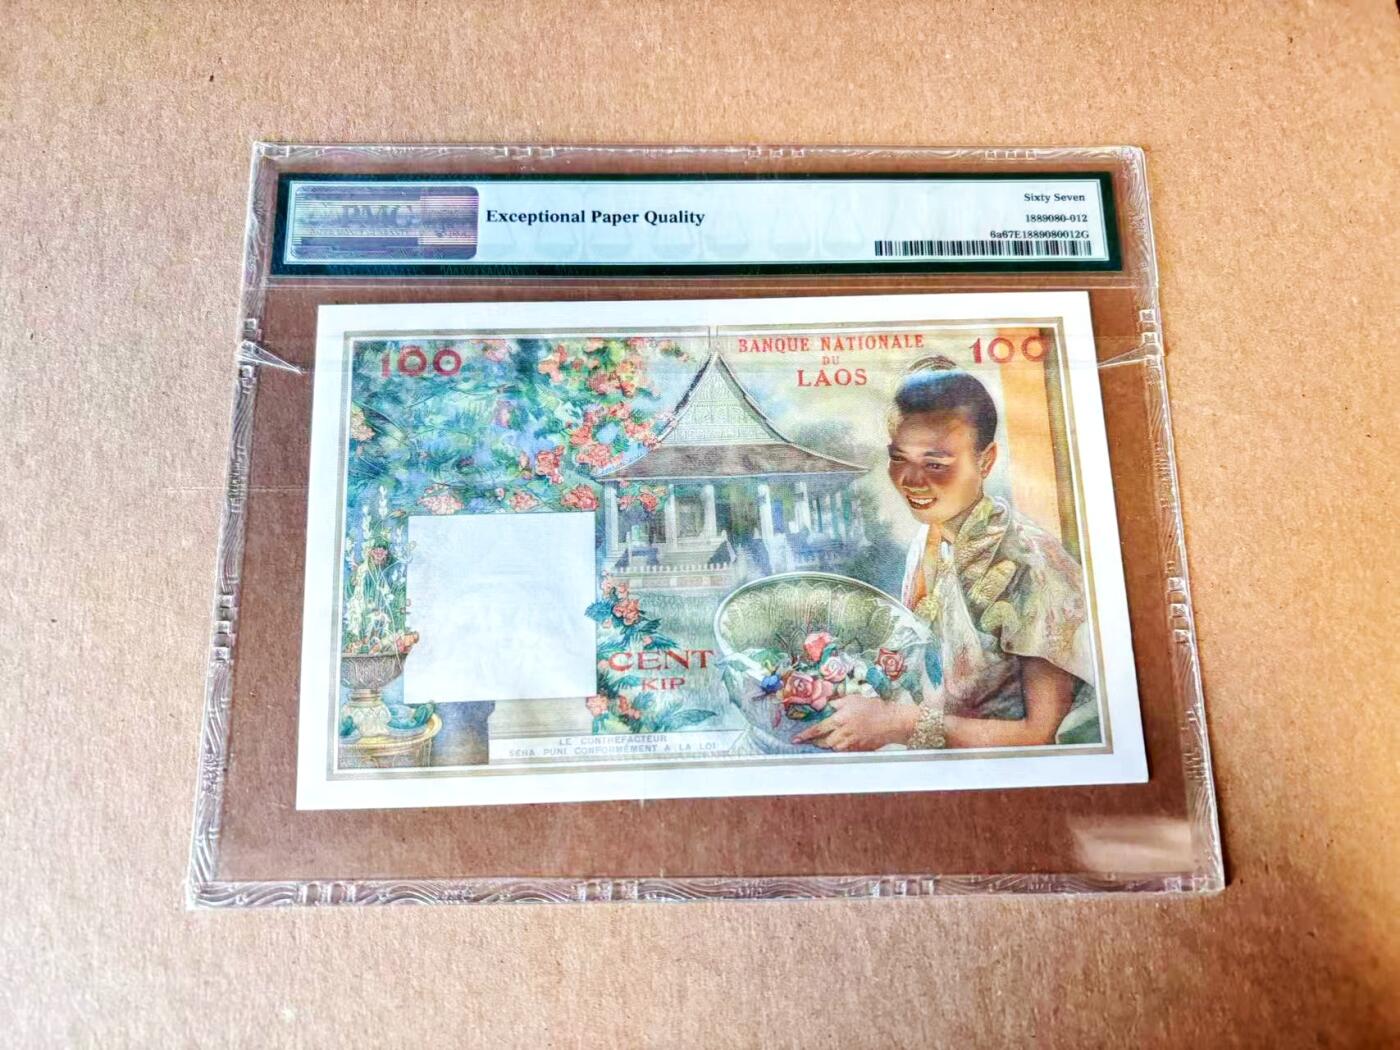 PMG
Exceptional Paper Quality
Sixty Seven
1889080-012
6a67E1889080012G
100
BANQUE NATIONALE
DU
LAOS
100
CENT
KIP
LE CONTREFACTEUR
SERA PUNI CONFORMÉMENT A LA LOI